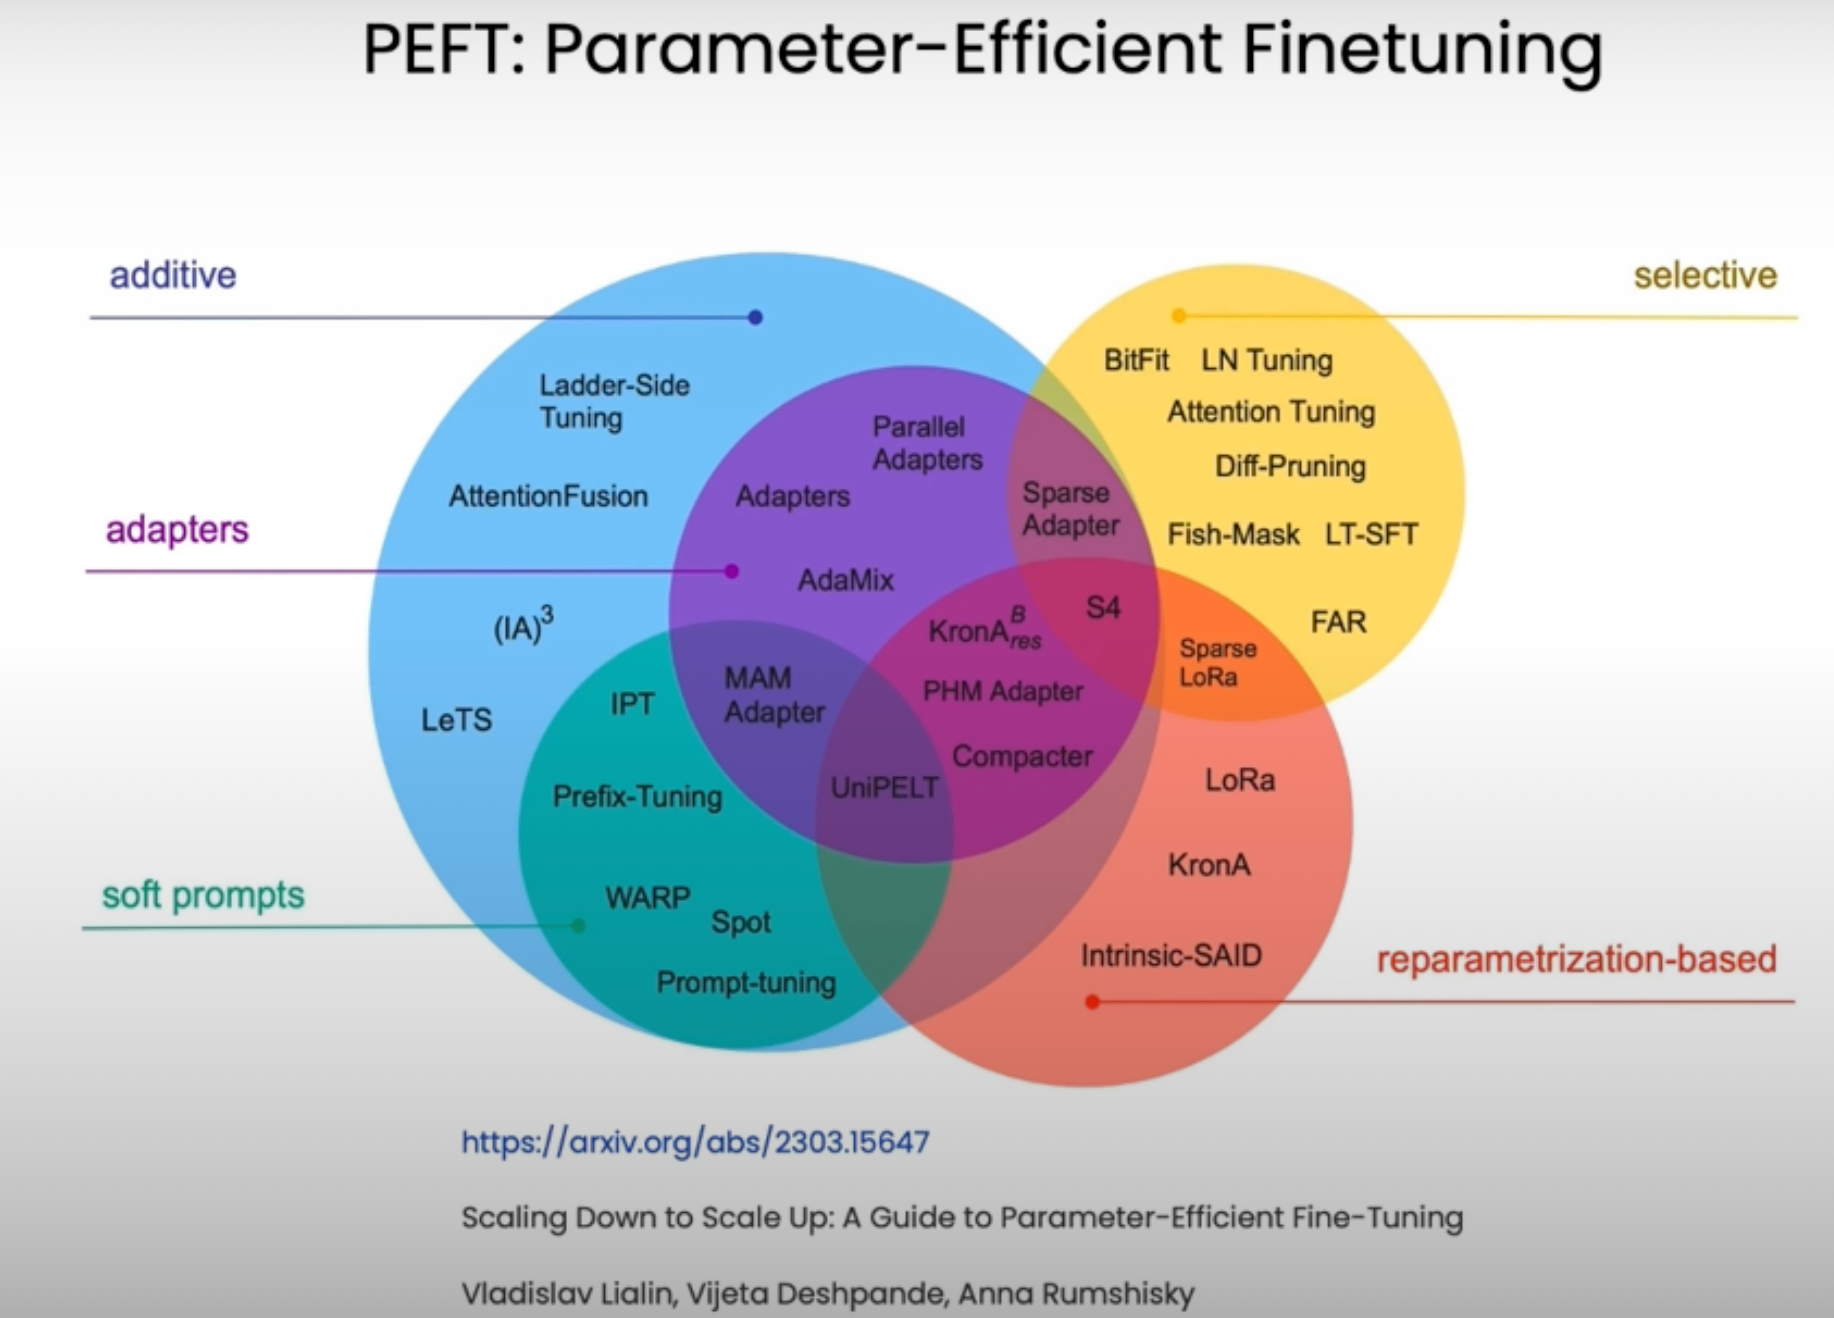 PEFT: Parameter-Efficient Finetuning
additive
selective
BitFit LN Tuning
Ladder-Side
Tuning
Attention Tuning
Parallel
Adapters
Diff-Pruning
AttentionFusion
Adapters
Sparse
Adapter
adapters
Fish-Mask LT-SFT
AdaMix
(IA)³
KronA^B_res
S4
FAR
Sparse
LoRa
MAM
Adapter
PHM Adapter
IPT
LeTS
Compacter
UniPELT
LoRa
Prefix-Tuning
KronA
soft prompts
WARP
Spot
Intrinsic-SAID
reparametrization-based
Prompt-tuning
https://arxiv.org/abs/2303.15647
Scaling Down to Scale Up: A Guide to Parameter-Efficient Fine-Tuning
Vladislav Lialin, Vijeta Deshpande, Anna Rumshisky